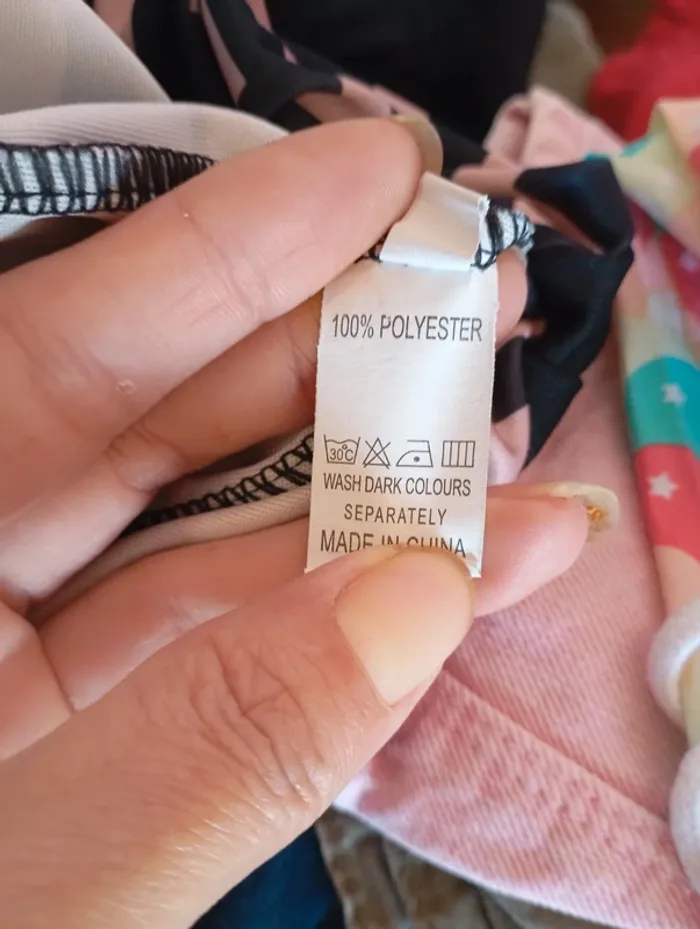 100% POLYESTER
30°C
WASH DARK COLOURS
SEPARATELY
MADE IN CHINA